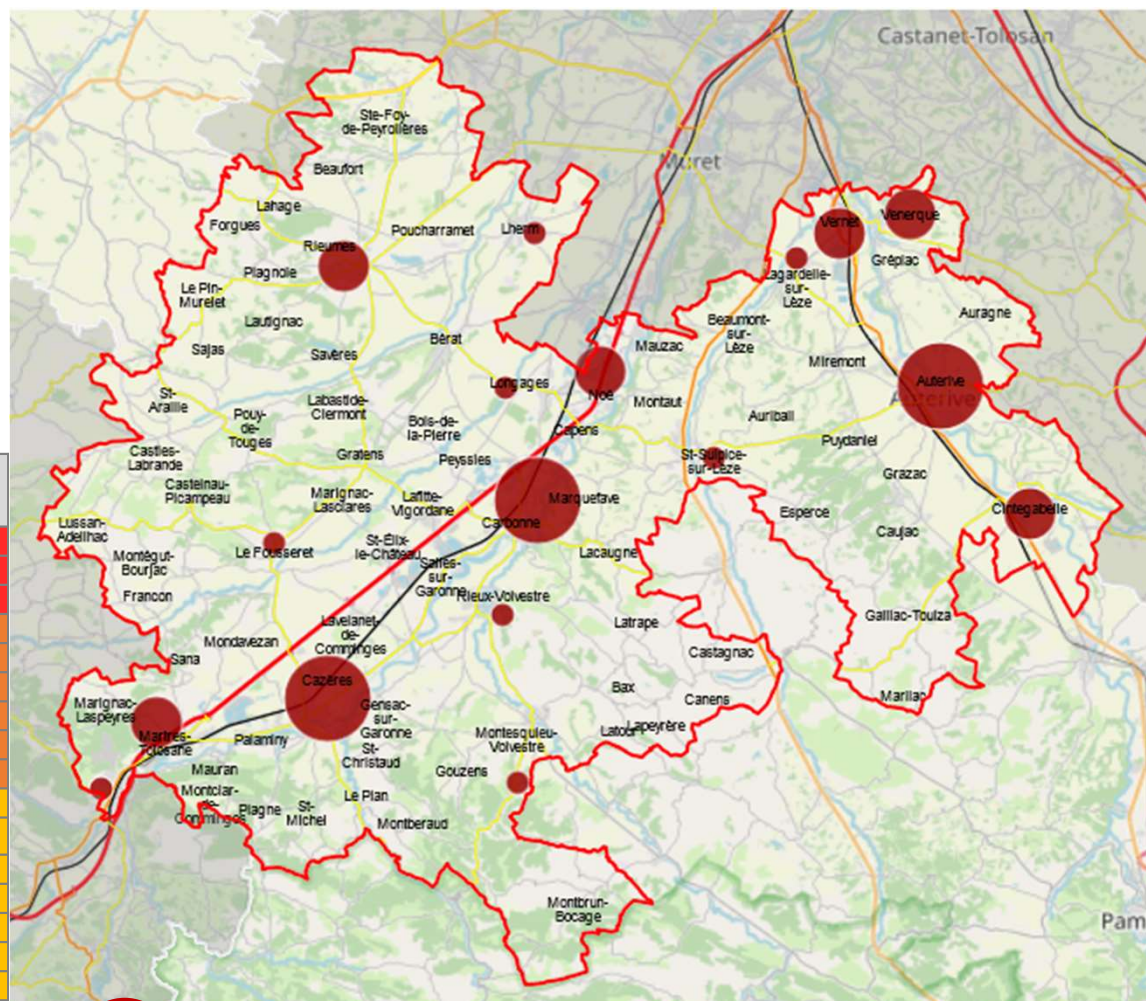 Castanet-Tolosan
Ste-Foy-
de-Peyrolières
Muret
Beaufort
Lahage
Forgues
Poucharramet
Lherm
Vernet
Venerque
Rieumes
Plagnole
Gréplac
Lagardelle-
sur-
Lèze
Le Pin-
Murelet
Lautignac
Beaumont-
sur-
Lèze
Auragne
Bérat
Mauzac
Sajas
Savères
Miremont
Longages
Noé
Auterive
Auterive
St-
Araille
Labastide-
Clermont
Montaut
Pouy-
de-
Touges
Bois-de-
la-Pierre
Capens
Auribail
Puydaniel
Casties-
Labrande
Gratens
Peyssies
St-Sulpice-
sur-Lèze
Grazac
Castelnau-
Picampeau
Marignac-
Lasclares
Lafitte-
Vigordane
Marquefave
Esperce
Cintegabelle
Lussan-
Adeilhac
Carbonne
Caujac
Le Fousseret
St-Élix-
le-Château
Lacaugne
Montégut-
Bourjac
Salles-
sur-
Garonne
Francon
Rieux-Volvestre
Gaillac-Toulza
Latrape
Lavelanet-
de-
Comminges
Mondavezan
Castagnac
Sana
Cazères
Bax
Canens
Marliac
Marignac-
Laspeyres
Gensac-
sur-
Garonne
Lapeyrère
Latour
Martres-
Tolosane
Palaminy
Montesquieu-
Volvestre
St-
Christaud
Mauran
Gouzens
Montclar-
de-
Comminges
Le Plan
Plagne
St-
Michel
Montberaud
Montbrun-
Bocage
Pam